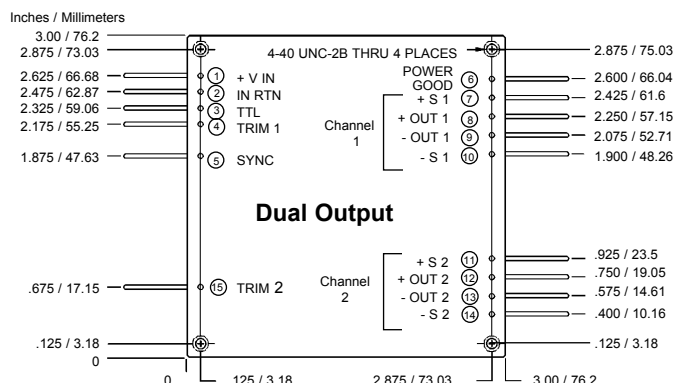 Inches / Millimeters
3.00 / 76.2
2.875 / 73.03
4-40 UNC-2B THRU 4 PLACES
2.875 / 75.03
2.625 / 66.68
1 + V IN
POWER GOOD 6
2.600 / 66.04
2.475 / 62.87
2 IN RTN
+ S 1 7
2.425 / 61.6
2.325 / 59.06
3 TTL
+ OUT 1 8
2.250 / 57.15
2.175 / 55.25
4 TRIM 1
Channel 1
- OUT 1 9
2.075 / 52.71
1.875 / 47.63
5 SYNC
- S 1 10
1.900 / 48.26
Dual Output
+ S 2 11
.925 / 23.5
.675 / 17.15
15 TRIM 2
Channel 2
+ OUT 2 12
.750 / 19.05
- OUT 2 13
.575 / 14.61
- S 2 14
.400 / 10.16
.125 / 3.18
.125 / 3.18
0
0
.125 / 3.18
2.875 / 73.03
3.00 / 76.2